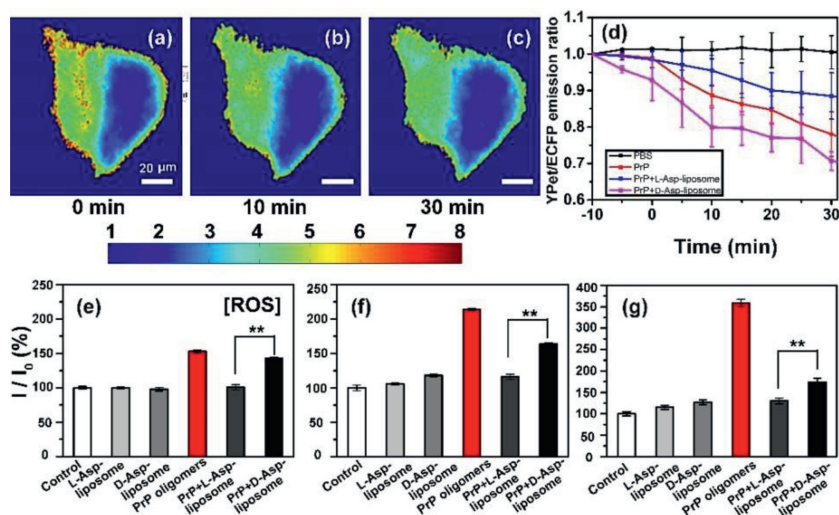 (a)
(b)
(c)
20 μm
0 min
10 min
30 min
1 2 3 4 5 6 7 8
(d)
YPet/ECFP emission ratio
1.1
1.0
0.9
0.8
0.7
0.6
PBS
PrP
PrP+L-Asp-liposome
PrP+D-Asp-liposome
-10 0 10 20 30
Time (min)
(e)
[ROS]
I / I0 (%)
250
200
150
100
50
0
Control
L-Asp-liposome
D-Asp-liposome
PrP oligomers
PrP+L-Asp-liposome
PrP+D-Asp-liposome
**
(f)
250
200
150
100
50
0
Control
L-Asp-liposome
D-Asp-liposome
PrP oligomers
PrP+L-Asp-liposome
PrP+D-Asp-liposome
**
(g)
400
350
300
250
200
150
100
50
0
Control
L-Asp-liposome
D-Asp-liposome
PrP oligomers
PrP+L-Asp-liposome
PrP+D-Asp-liposome
**